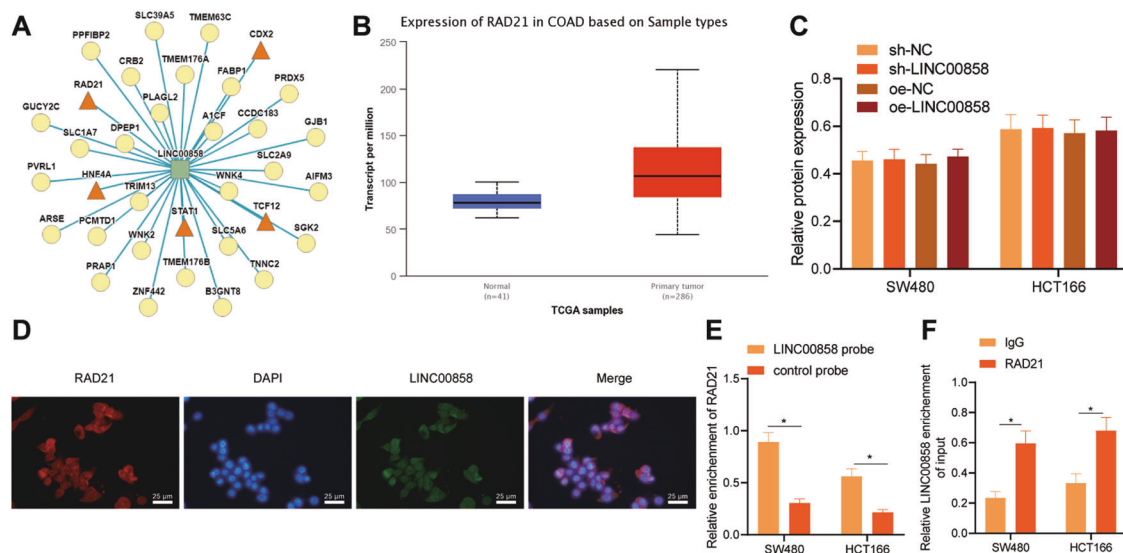 A
SLC39A5
TMEM63C
PPFIBP2
CDX2
CRB2
TMEM176A
FABP1
RAD21
PRDX5
PLAGL2
GUCY2C
A1CF
CCDC183
SLC1A7
DPEP1
GJB1
LINC00858
SLC2A9
PVRL1
HNF4A
TRIM13
WNK4
AIFM3
ARSE
PCMTD1
STAT1
TCF12
SGK2
WNK2
SLC5A6
PRAP1
TMEM176B
TNNC2
ZNF442
B3GNT8
B
Expression of RAD21 in COAD based on Sample types
Transcript per million
250
200
150
100
50
0
Normal
(n=41)
Primary tumor
(n=286)
TCGA samples
C
sh-NC
sh-LINC00858
oe-NC
oe-LINC00858
Relative protein expression
0.8
0.6
0.4
0.2
0.0
SW480
HCT166
D
RAD21
DAPI
LINC00858
Merge
25 μm
25 μm
25 μm
25 μm
E
LINC00858 probe
control probe
Relative enrichenment of RAD21
1.5
1.0
0.5
0.0
*
*
SW480
HCT166
F
IgG
RAD21
Relative LINC00858 enrichenment
of input
1.0
0.8
0.6
0.4
0.2
0.0
*
*
SW480
HCT166